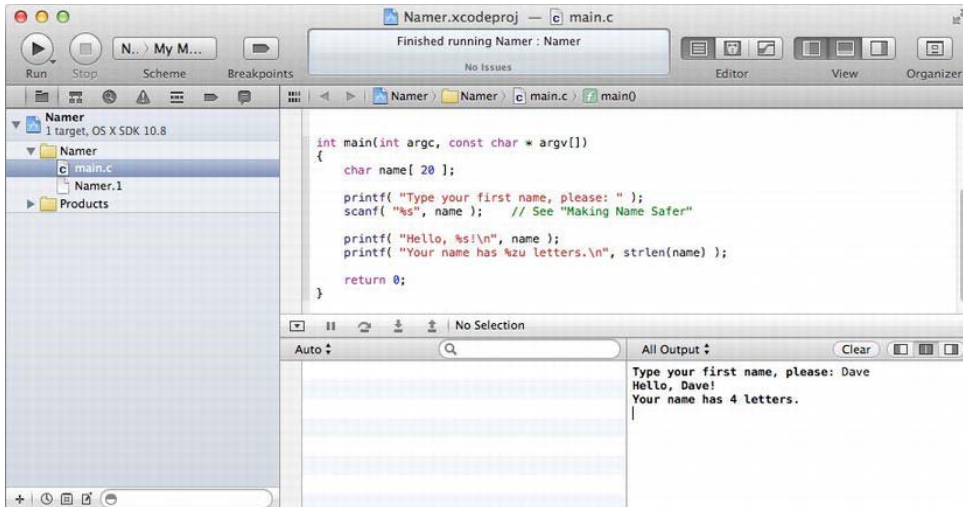 Namer.xcodeproj — c main.c
Run Stop N.. › My M... Scheme Breakpoints
Finished running Namer : Namer
No Issues
Editor View Organizer
Namer
1 target, OS X SDK 10.8
Namer
c main.c
Namer.1
Products
Namer › Namer › c main.c › f main()
int main(int argc, const char * argv[])
{
char name[ 20 ];
printf( "Type your first name, please: " );
scanf( "%s", name );    // See "Making Name Safer"
printf( "Hello, %s!\n", name );
printf( "Your name has %zu letters.\n", strlen(name) );
return 0;
}
No Selection
Auto
All Output Clear
Type your first name, please: Dave
Hello, Dave!
Your name has 4 letters.